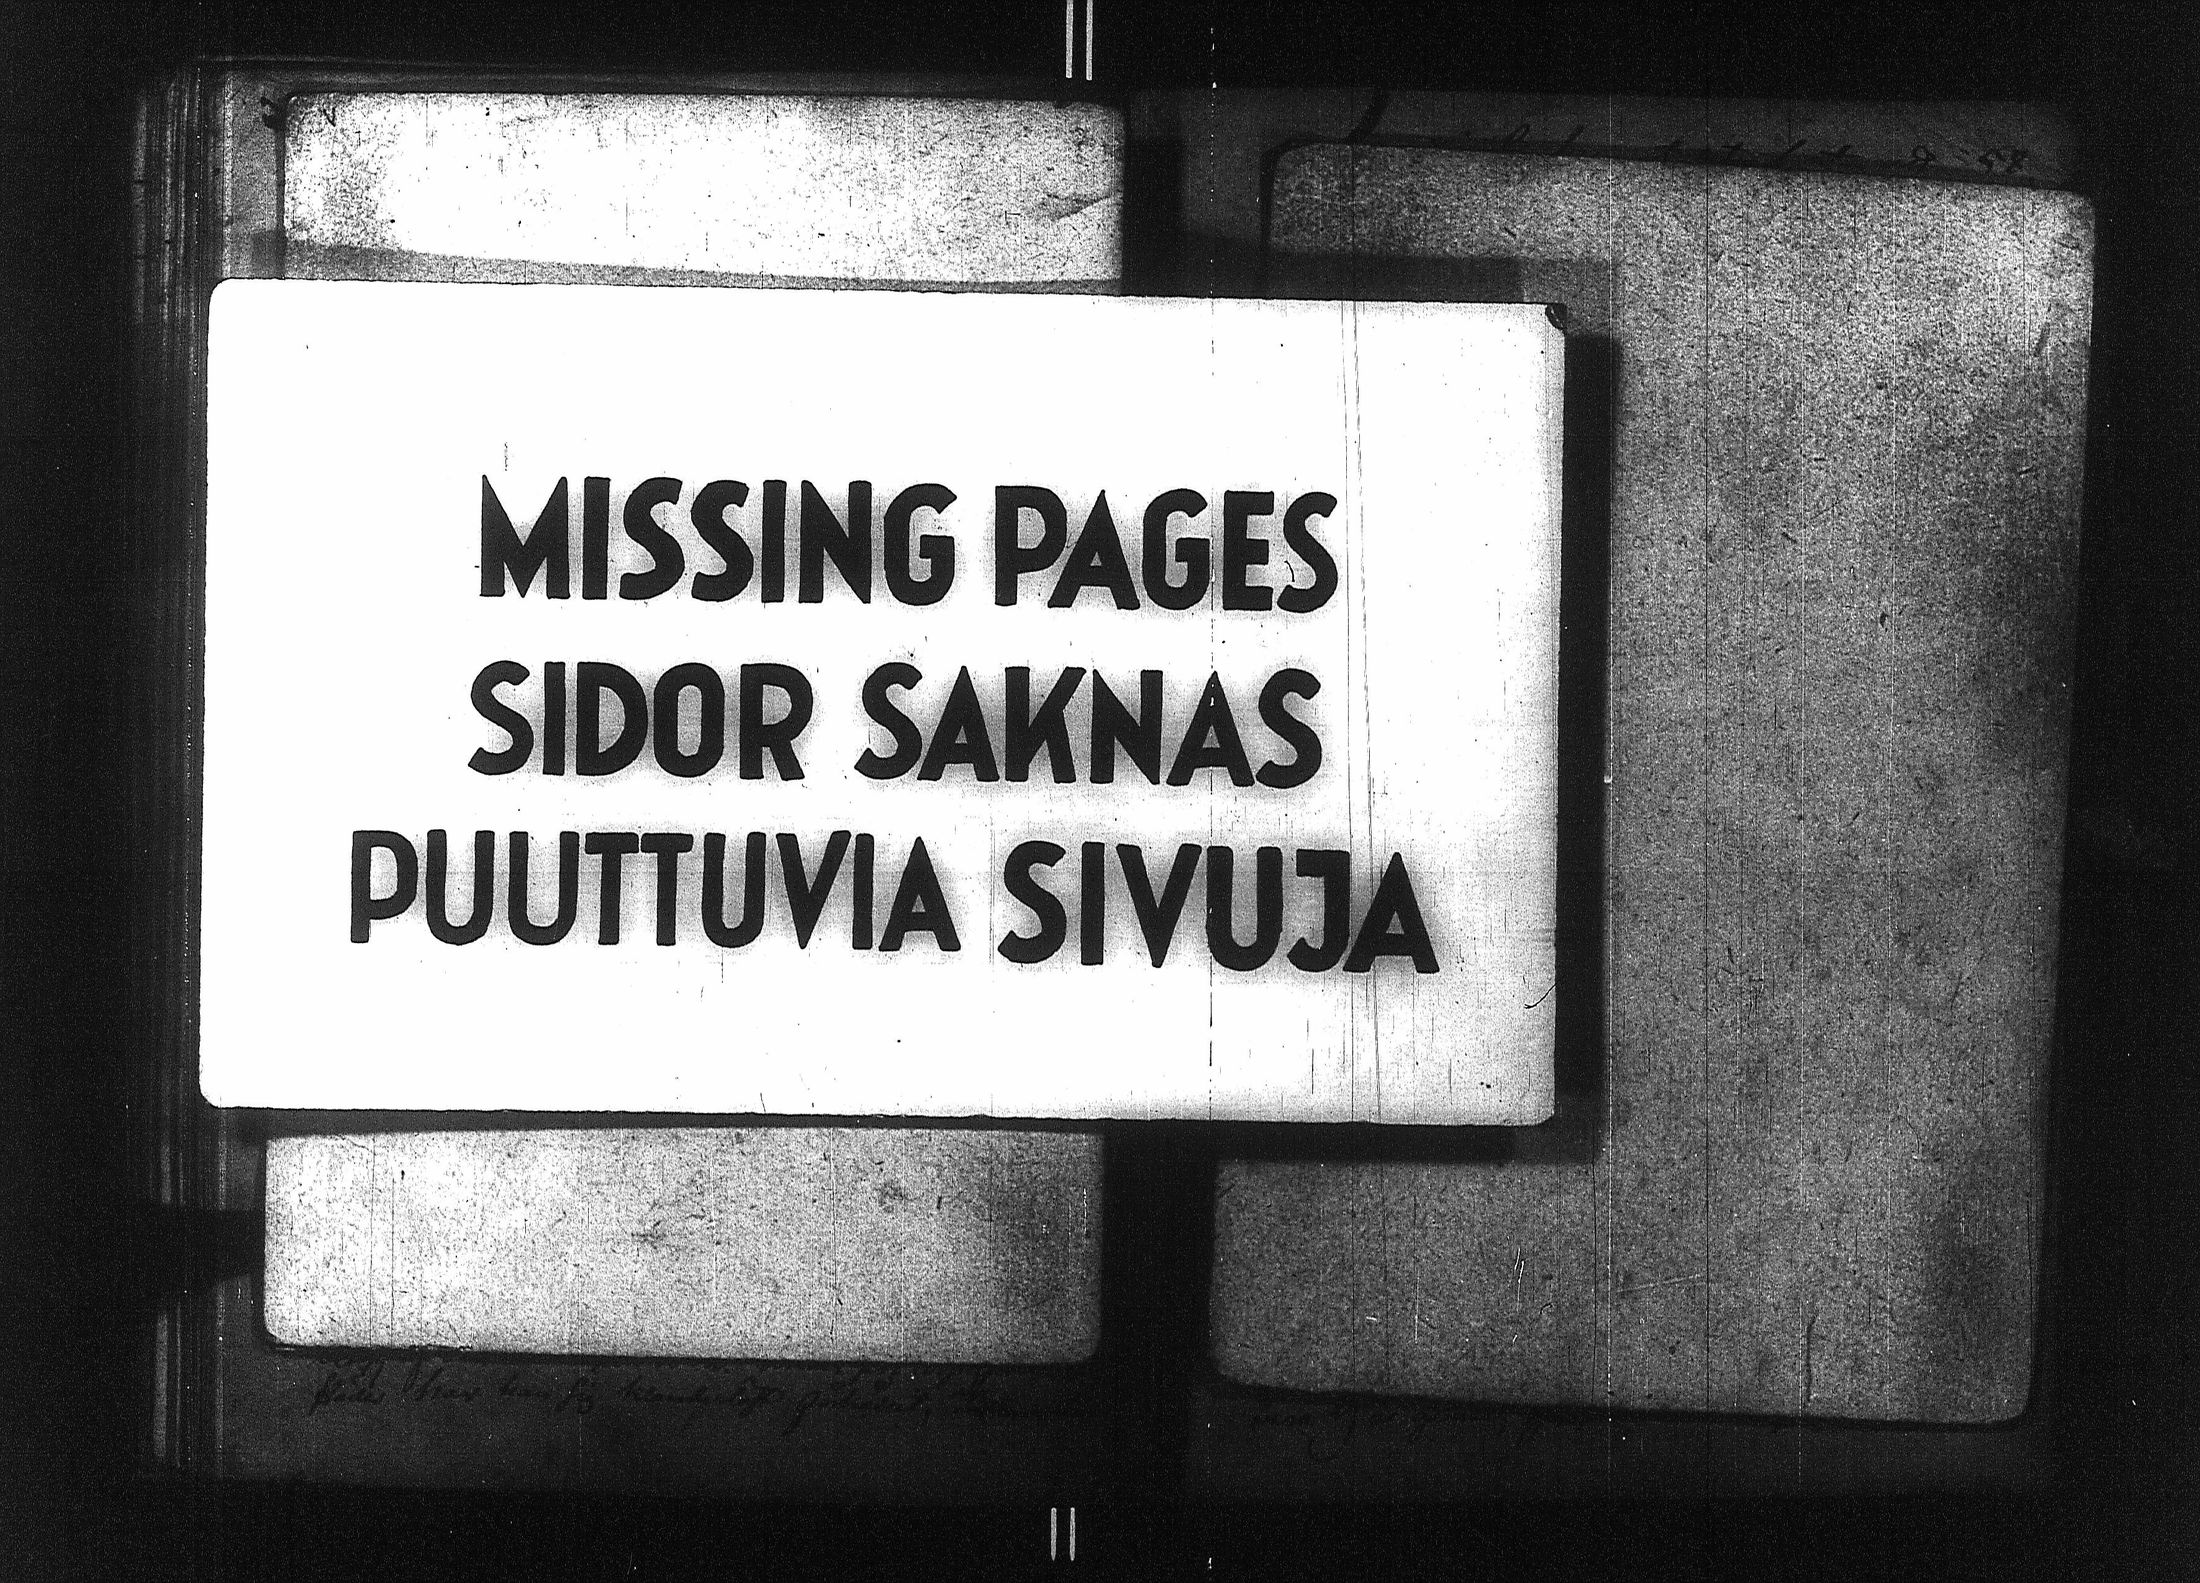 MISSING PAGES
SIDOR SAKNAS
PUUTTUVIA SIVUJA